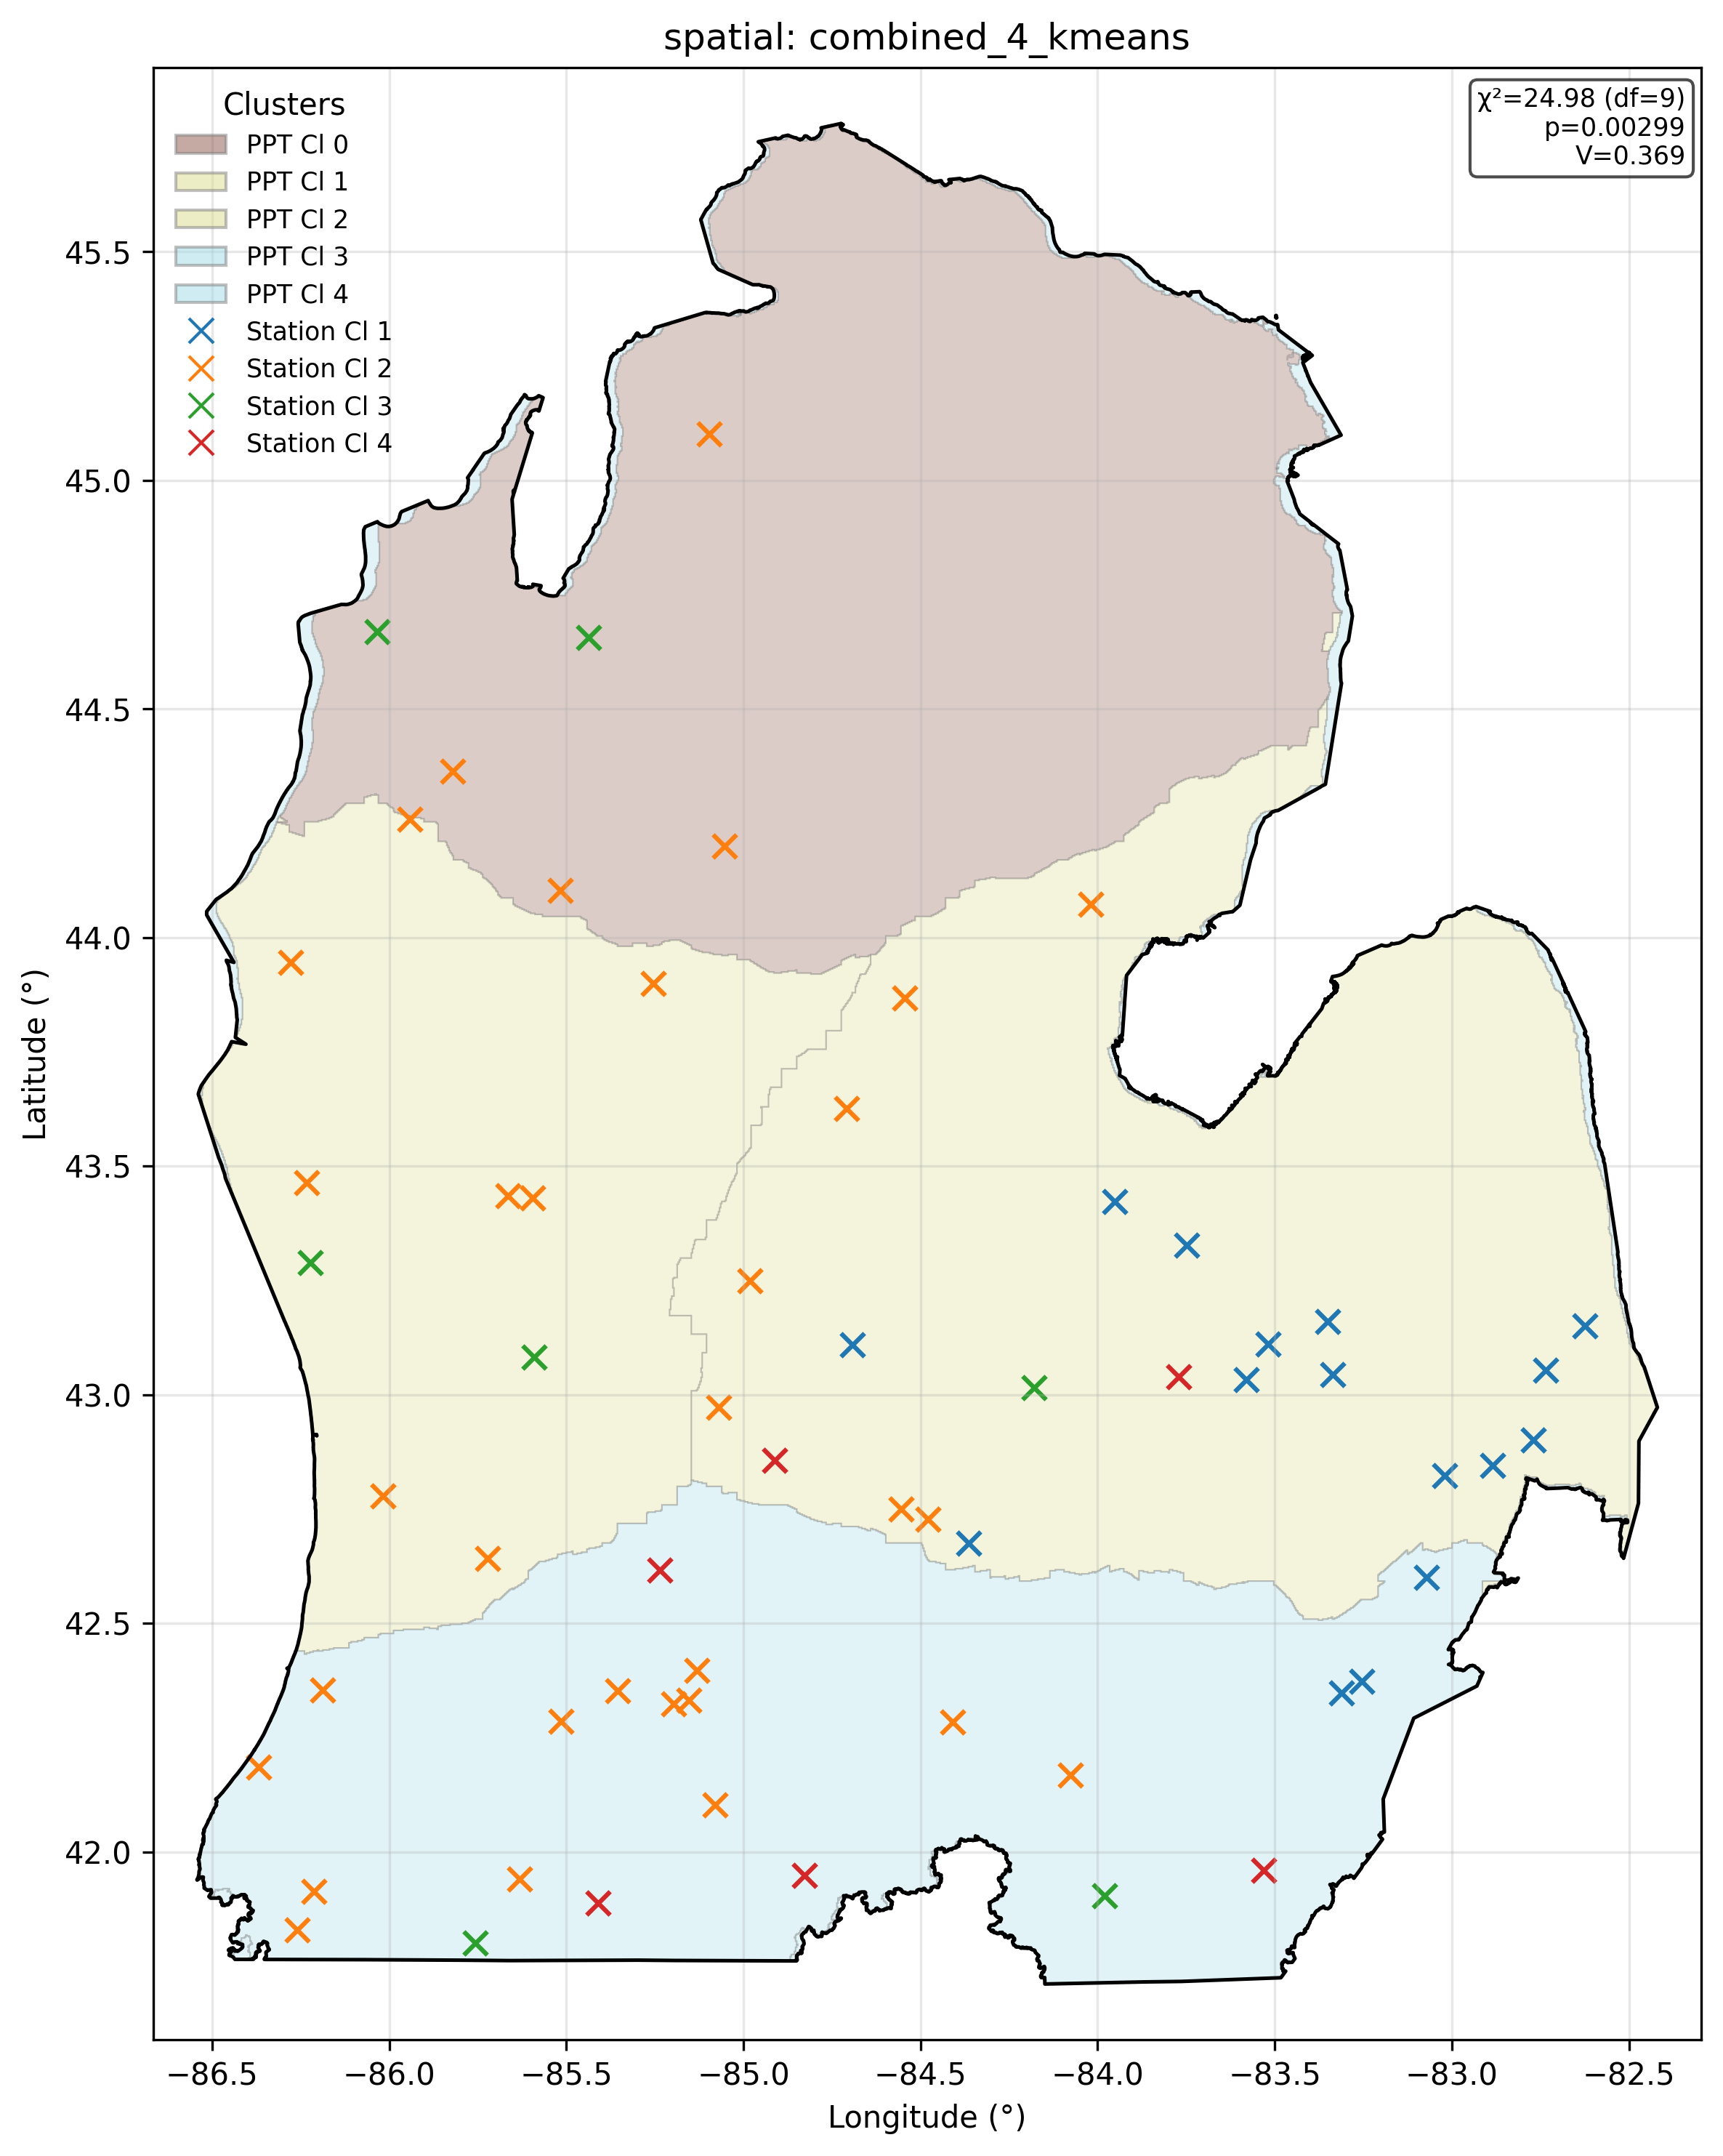 spatial: combined_4_kmeans
Clusters
PPT Cl 0
PPT Cl 1
PPT Cl 2
PPT Cl 3
PPT Cl 4
Station Cl 1
Station Cl 2
Station Cl 3
Station Cl 4
χ²=24.98 (df=9)
p=0.00299
V=0.369
45.5
45.0
44.5
44.0
43.5
43.0
42.5
42.0
Latitude (°)
−86.5 −86.0 −85.5 −85.0 −84.5 −84.0 −83.5 −83.0 −82.5
Longitude (°)